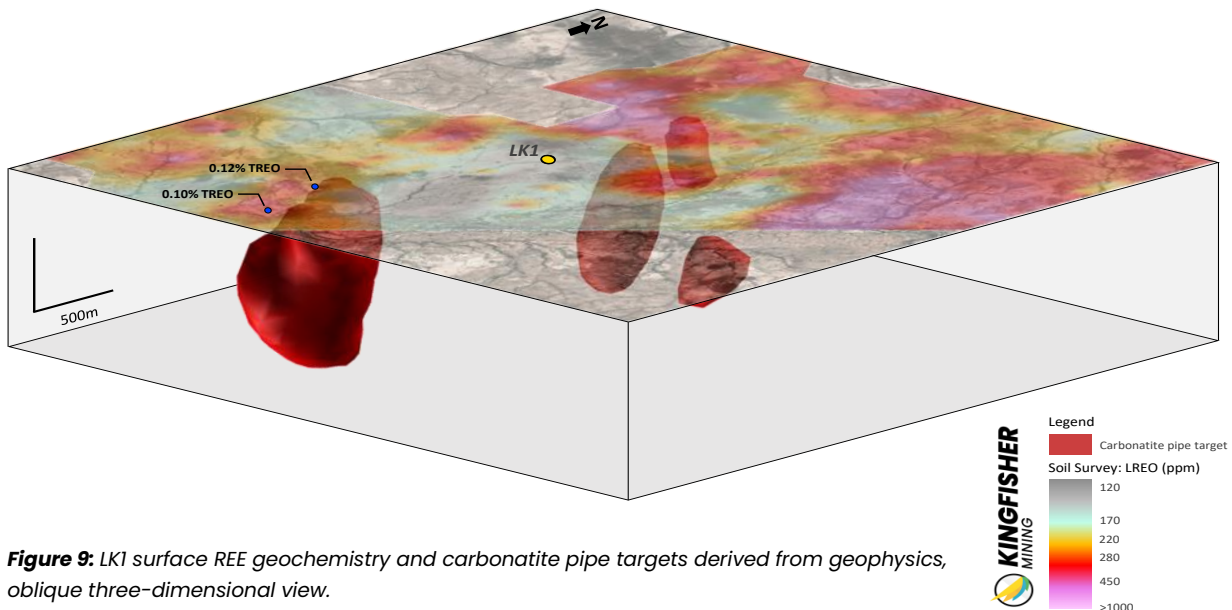 N
LK1
0.12% TREO
0.10% TREO
500m
Legend
Carbonatite pipe target
Soil Survey: LREO (ppm)
120
170
220
280
450
>1000
KINGFISHER
MINING
Figure 9: LK1 surface REE geochemistry and carbonatite pipe targets derived from geophysics,
oblique three-dimensional view.